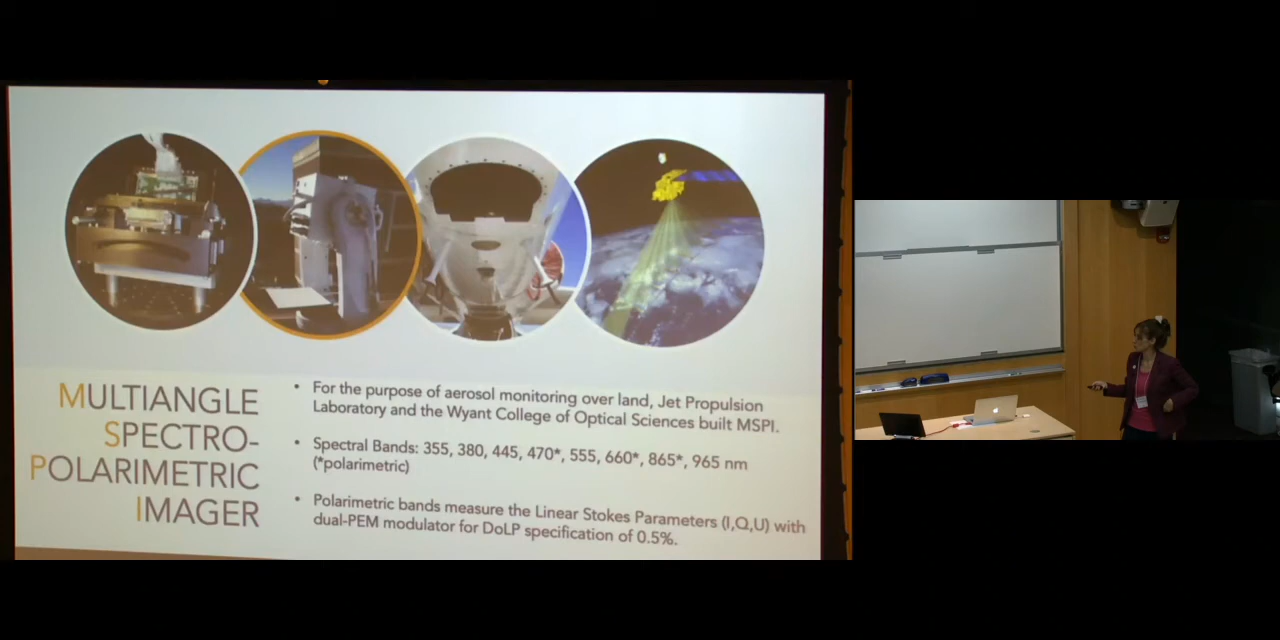 MULTIANGLE
SPECTRO-
POLARIMETRIC
IMAGER
• For the purpose of aerosol monitoring over land, Jet Propulsion
Laboratory and the Wyant College of Optical Sciences built MSPI.
• Spectral Bands: 355, 380, 445, 470*, 555, 660*, 865*, 965 nm
(*polarimetric)
• Polarimetric bands measure the Linear Stokes Parameters (I,Q,U) with
dual-PEM modulator for DoLP specification of 0.5%.